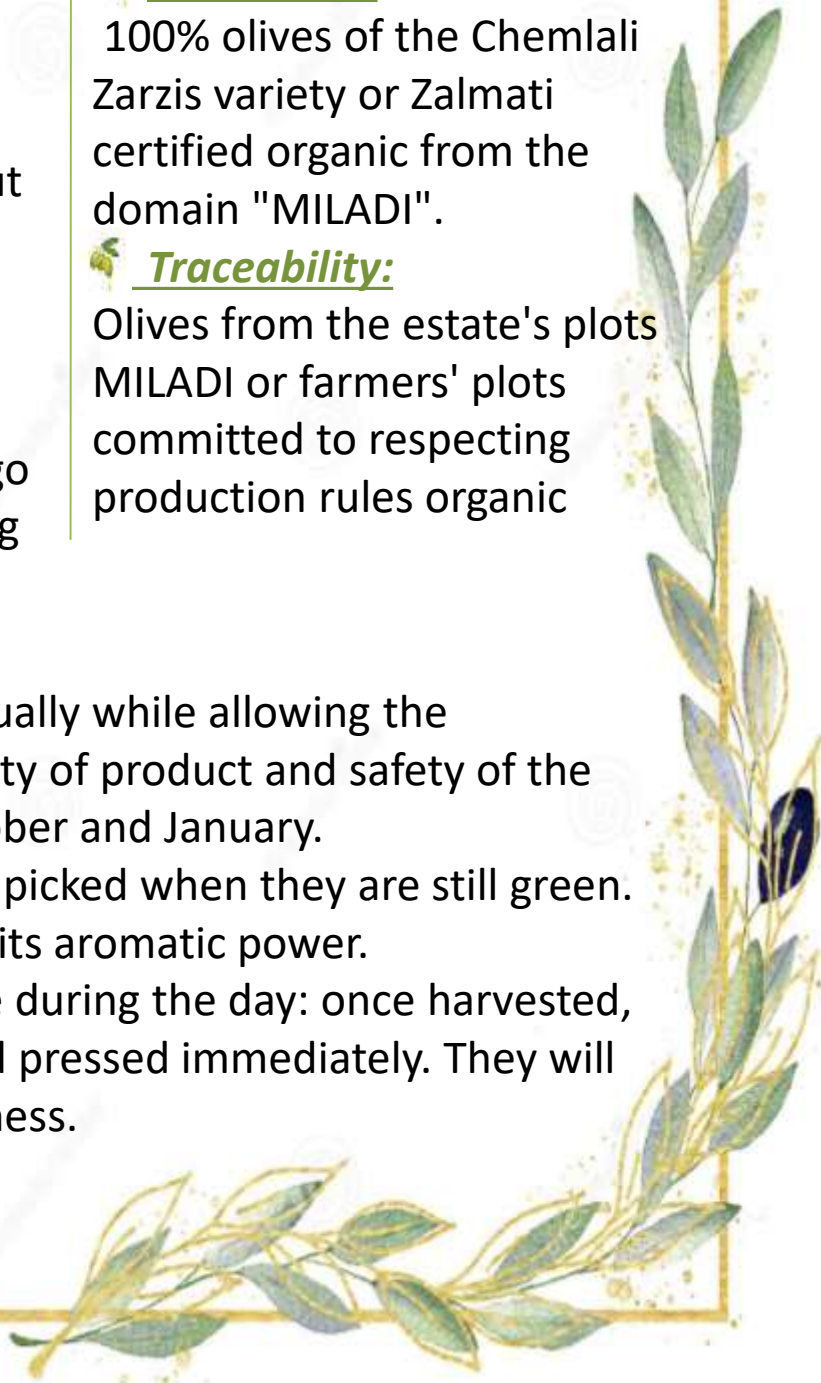 100% olives of the Chemlali
Zarzis variety or Zalmati
certified organic from the
domain "MILADI".
Traceability:
Olives from the estate's plots
MILADI or farmers' plots
committed to respecting
production rules organic
ut
go
g
ually while allowing the
ty of product and safety of the
ber and January.
picked when they are still green.
its aromatic power.
e during the day: once harvested,
d pressed immediately. They will
ness.